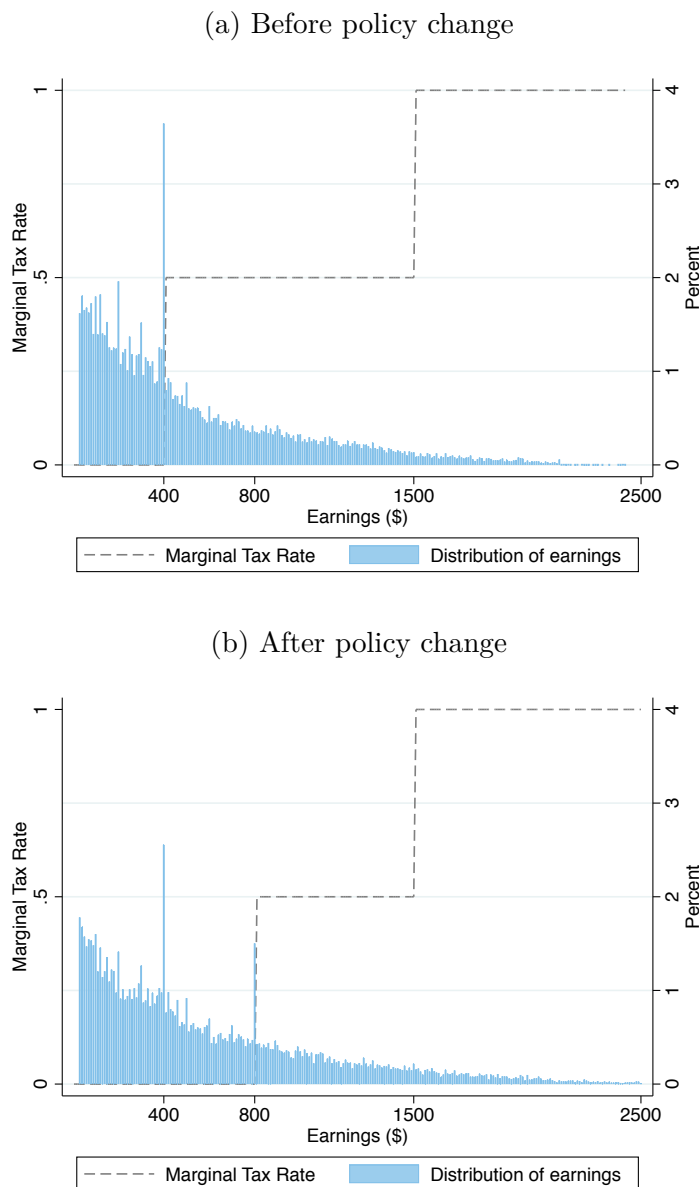 (a) Before policy change
1
.5
0
Marginal Tax Rate
4
3
2
1
0
Percent
400 800 1500 2500
Earnings ($)
Marginal Tax Rate Distribution of earnings
(b) After policy change
1
.5
0
Marginal Tax Rate
4
3
2
1
0
Percent
400 800 1500 2500
Earnings ($)
Marginal Tax Rate Distribution of earnings